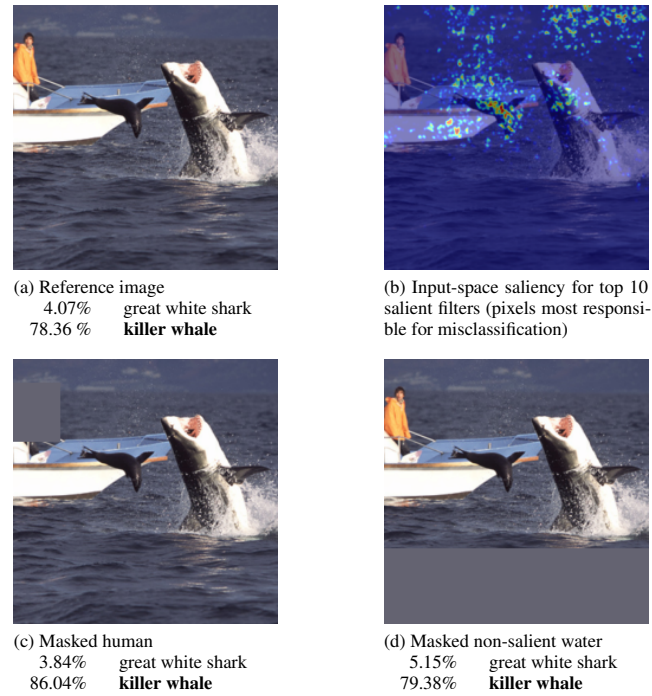 (a) Reference image
4.07% great white shark
78.36 % killer whale
(b) Input-space saliency for top 10
salient filters (pixels most responsi-
ble for misclassification)
(c) Masked human
3.84% great white shark
86.04% killer whale
(d) Masked non-salient water
5.15% great white shark
79.38% killer whale